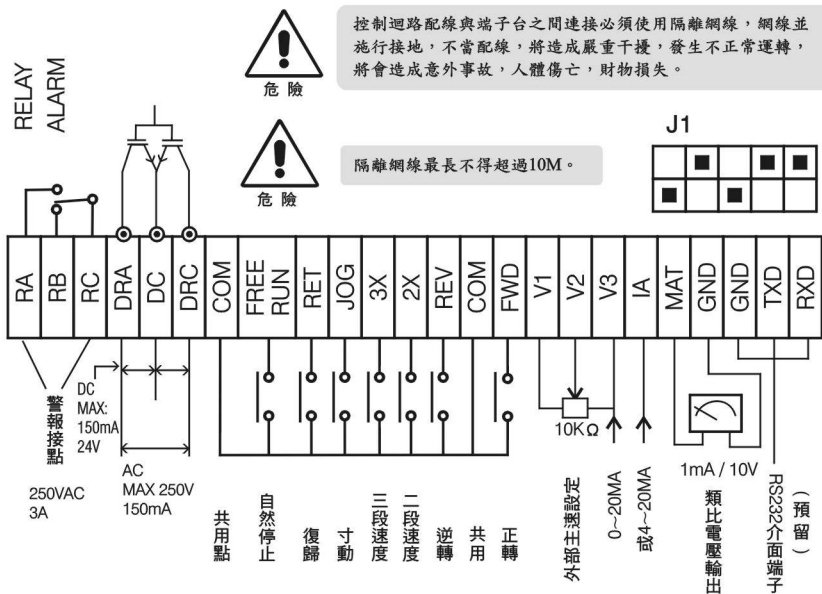 控制迴路配線與端子台之間連接必須使用隔離網線，網線並
施行接地，不當配線，將造成嚴重干擾，發生不正常運轉，
將會造成意外事故，人體傷亡，財物損失。
危 險
RELAY
ALARM
J1
隔離網線最長不得超過10M。
危 險
RA
RB
RC
DRA
DC
DRC
COM
FREE
RUN
RET
JOG
3X
2X
REV
COM
FWD
V1
V2
V3
IA
MAT
GND
GND
TXD
RXD
警報接點
250VAC
3A
DC
MAX:
150mA
24V
AC
MAX 250V
150mA
共用點
自然停止
復歸
寸動
三段速度
二段速度
逆轉
共用
正轉
10KΩ
外部主速設定
0～20MA
或4～20MA
1mA / 10V
類比電壓輸出
RS232介面端子
（預留）